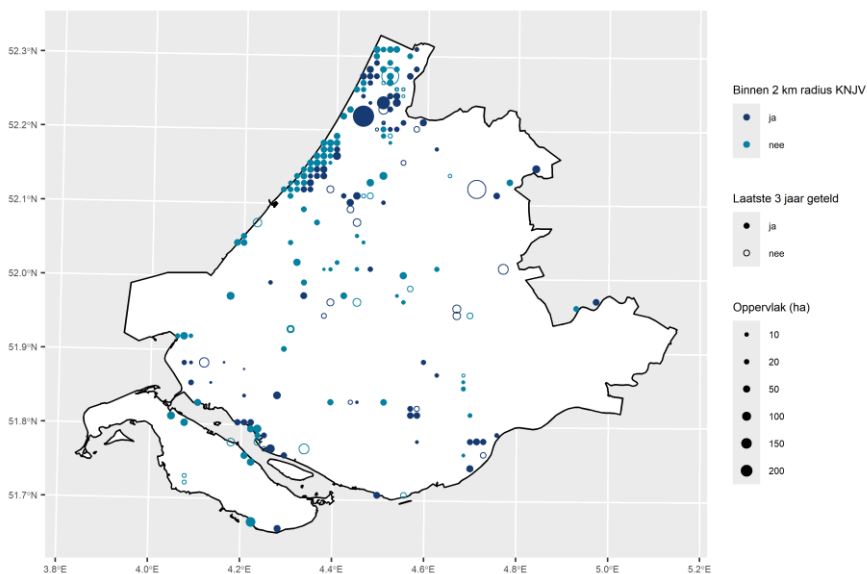 52.3°N
52.2°N
52.1°N
52.0°N
51.9°N
51.8°N
51.7°N
3.8°E
4.0°E
4.2°E
4.4°E
4.6°E
4.8°E
5.0°E
5.2°E
Binnen 2 km radius KNJV
ja
nee
Laatste 3 jaar geteld
ja
nee
Oppervlak (ha)
10
20
50
100
150
200